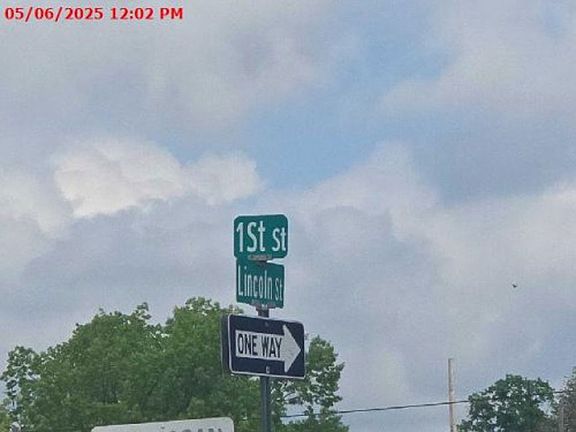 05/06/2025 12:02 PM
1St St
Lincoln St
ONE WAY